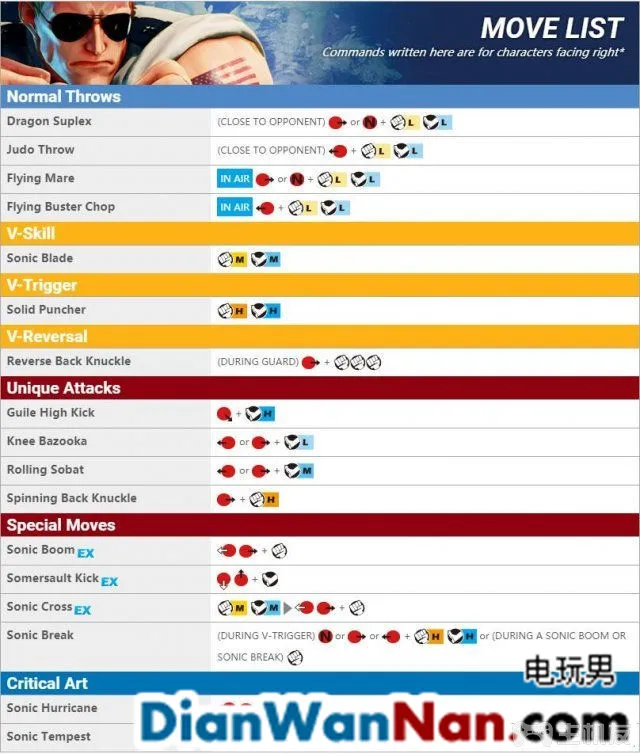 MOVE LIST
Commands written here are for characters facing right*
Normal Throws
Dragon Suplex (CLOSE TO OPPONENT) or N + L L
Judo Throw (CLOSE TO OPPONENT) + L L
Flying Mare IN AIR or N + L L
Flying Buster Chop IN AIR + L L
V-Skill
Sonic Blade M M
V-Trigger
Solid Puncher H H
V-Reversal
Reverse Back Knuckle (DURING GUARD) +
Unique Attacks
Guile High Kick + H
Knee Bazooka or + L
Rolling Sobat or + M
Spinning Back Knuckle + H
Special Moves
Sonic Boom EX +
Somersault Kick EX +
Sonic Cross EX M M +
Sonic Break (DURING V-TRIGGER) N or or + H H or (DURING A SONIC BOOM OR
SONIC BREAK)
电玩男
Critical Art
Sonic Hurricane
DianWanNan.com
Sonic Tempest